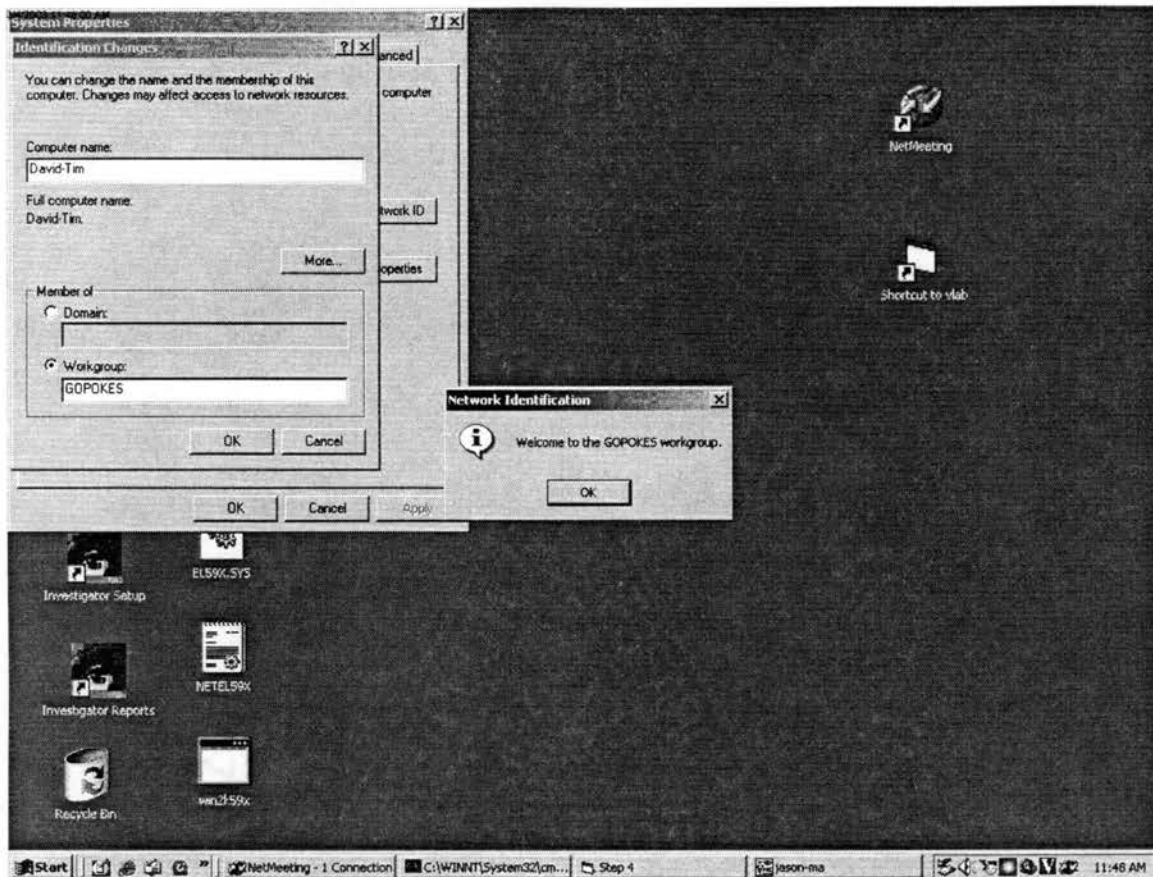 System Properties
Identification Changes
anced
You can change the name and the membership of this
computer. Changes may affect access to network resources.
computer
Computer name:
David-Tim
Full computer name:
David-Tim.
twork ID
More...
operties
Member of
Domain:
Workgroup:
GOPOKES
OK
Cancel
OK
Cancel
Apply
Network Identification
Welcome to the GOPOKES workgroup.
OK
NetMeeting
Shortcut to vlab
Investigator Setup
EL59X.SYS
Investigator Reports
NETEL59X
Recycle Bin
win2k59x
Start
NetMeeting - 1 Connection
C:\WINNT\System32\cm...
Step 4
jason-ma
11:48 AM